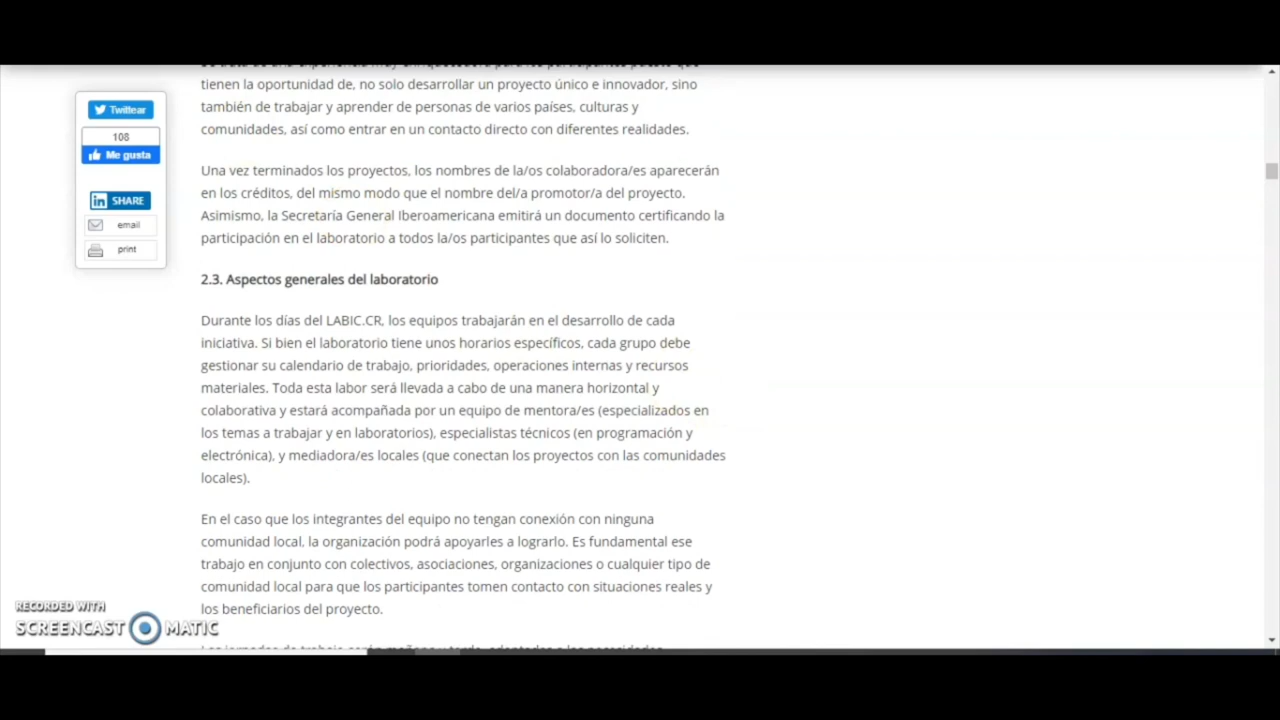 tienen la oportunidad de, no solo desarrollar un proyecto único e innovador, sino
también de trabajar y aprender de personas de varios países, culturas y
comunidades, así como entrar en un contacto directo con diferentes realidades.
Twittear
108
Me gusta
in SHARE
email
print
Una vez terminados los proyectos, los nombres de la/os colaboradora/es aparecerán
en los créditos, del mismo modo que el nombre del/a promotor/a del proyecto.
Asimismo, la Secretaría General Iberoamericana emitirá un documento certificando la
participación en el laboratorio a todos la/os participantes que así lo soliciten.
2.3. Aspectos generales del laboratorio
Durante los días del LABIC.CR, los equipos trabajarán en el desarrollo de cada
iniciativa. Si bien el laboratorio tiene unos horarios específicos, cada grupo debe
gestionar su calendario de trabajo, prioridades, operaciones internas y recursos
materiales. Toda esta labor será llevada a cabo de una manera horizontal y
colaborativa y estará acompañada por un equipo de mentora/es (especializados en
los temas a trabajar y en laboratorios), especialistas técnicos (en programación y
electrónica), y mediadora/es locales (que conectan los proyectos con las comunidades
locales).
En el caso que los integrantes del equipo no tengan conexión con ninguna
comunidad local, la organización podrá apoyarles a lograrlo. Es fundamental ese
trabajo en conjunto con colectivos, asociaciones, organizaciones o cualquier tipo de
comunidad local para que los participantes tomen contacto con situaciones reales y
los beneficiarios del proyecto.
RECORDED WITH
SCREENCAST MATIC